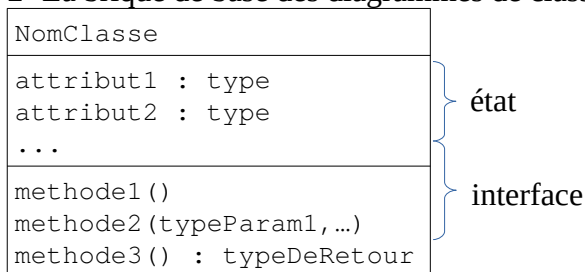 NomClasse
attribut1 : type
attribut2 : type
...
état
methode1()
methode2(typeParam1,…)
methode3() : typeDeRetour
interface